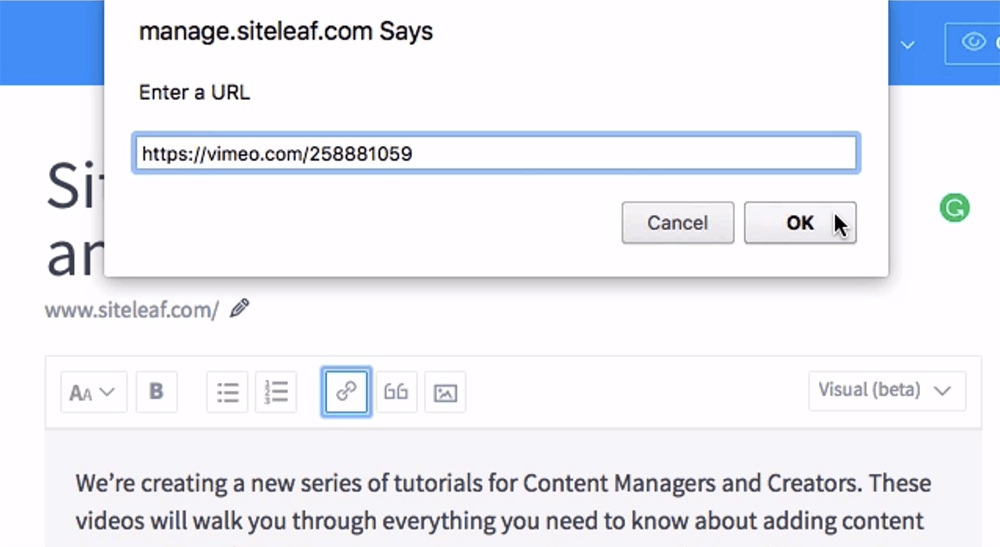 manage.siteleaf.com Says
Enter a URL
https://vimeo.com/258881059
Cancel
OK
www.siteleaf.com/
AA
B
Visual (beta)
We’re creating a new series of tutorials for Content Managers and Creators. These
videos will walk you through everything you need to know about adding content